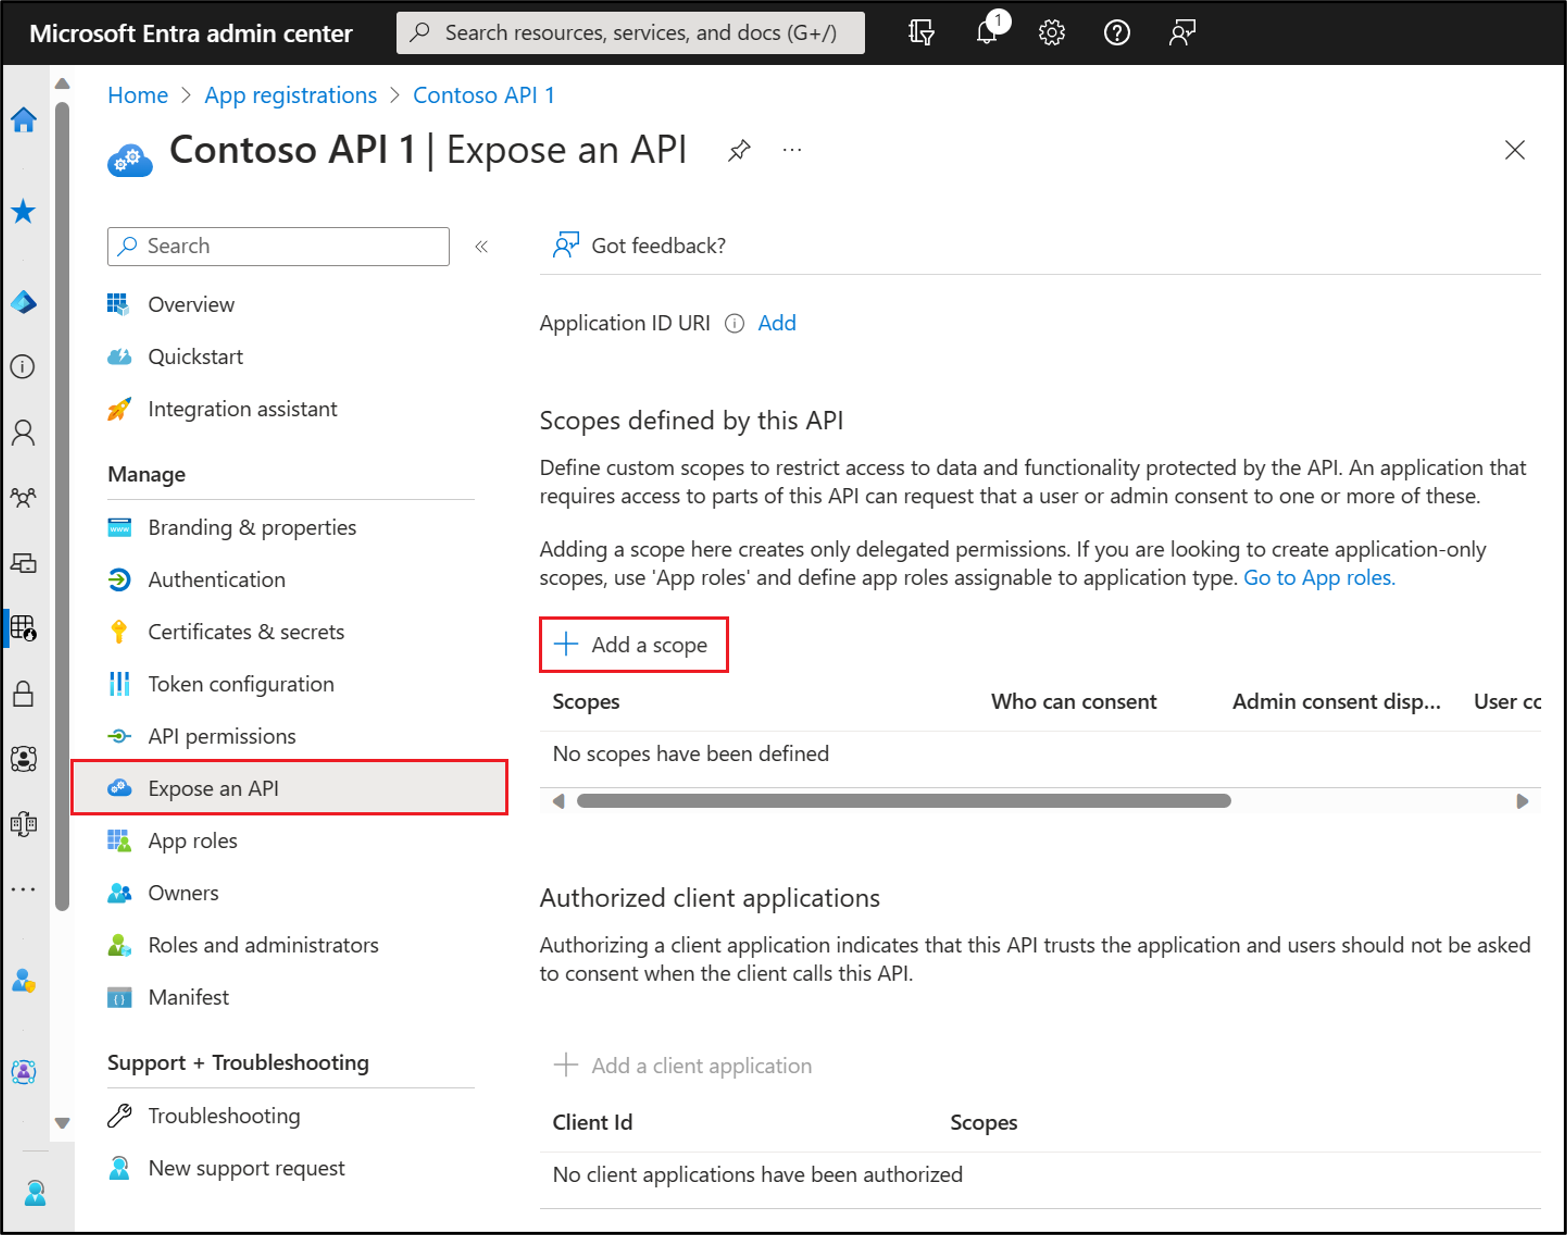 Microsoft Entra admin center
Search resources, services, and docs (G+/)
1
Home > App registrations > Contoso API 1
Contoso API 1 | Expose an API
Search
Overview
Quickstart
Integration assistant
Manage
Branding & properties
Authentication
Certificates & secrets
Token configuration
API permissions
Expose an API
App roles
Owners
Roles and administrators
Manifest
Support + Troubleshooting
Troubleshooting
New support request
Got feedback?
Application ID URI Add
Scopes defined by this API
Define custom scopes to restrict access to data and functionality protected by the API. An application that
requires access to parts of this API can request that a user or admin consent to one or more of these.
Adding a scope here creates only delegated permissions. If you are looking to create application-only
scopes, use 'App roles' and define app roles assignable to application type. Go to App roles.
Add a scope
Scopes Who can consent Admin consent disp... User cc
No scopes have been defined
Authorized client applications
Authorizing a client application indicates that this API trusts the application and users should not be asked
to consent when the client calls this API.
Add a client application
Client Id Scopes
No client applications have been authorized